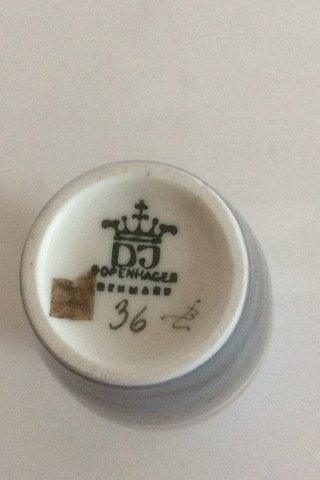 DJ
COPENHAGEN
DENMARK
36